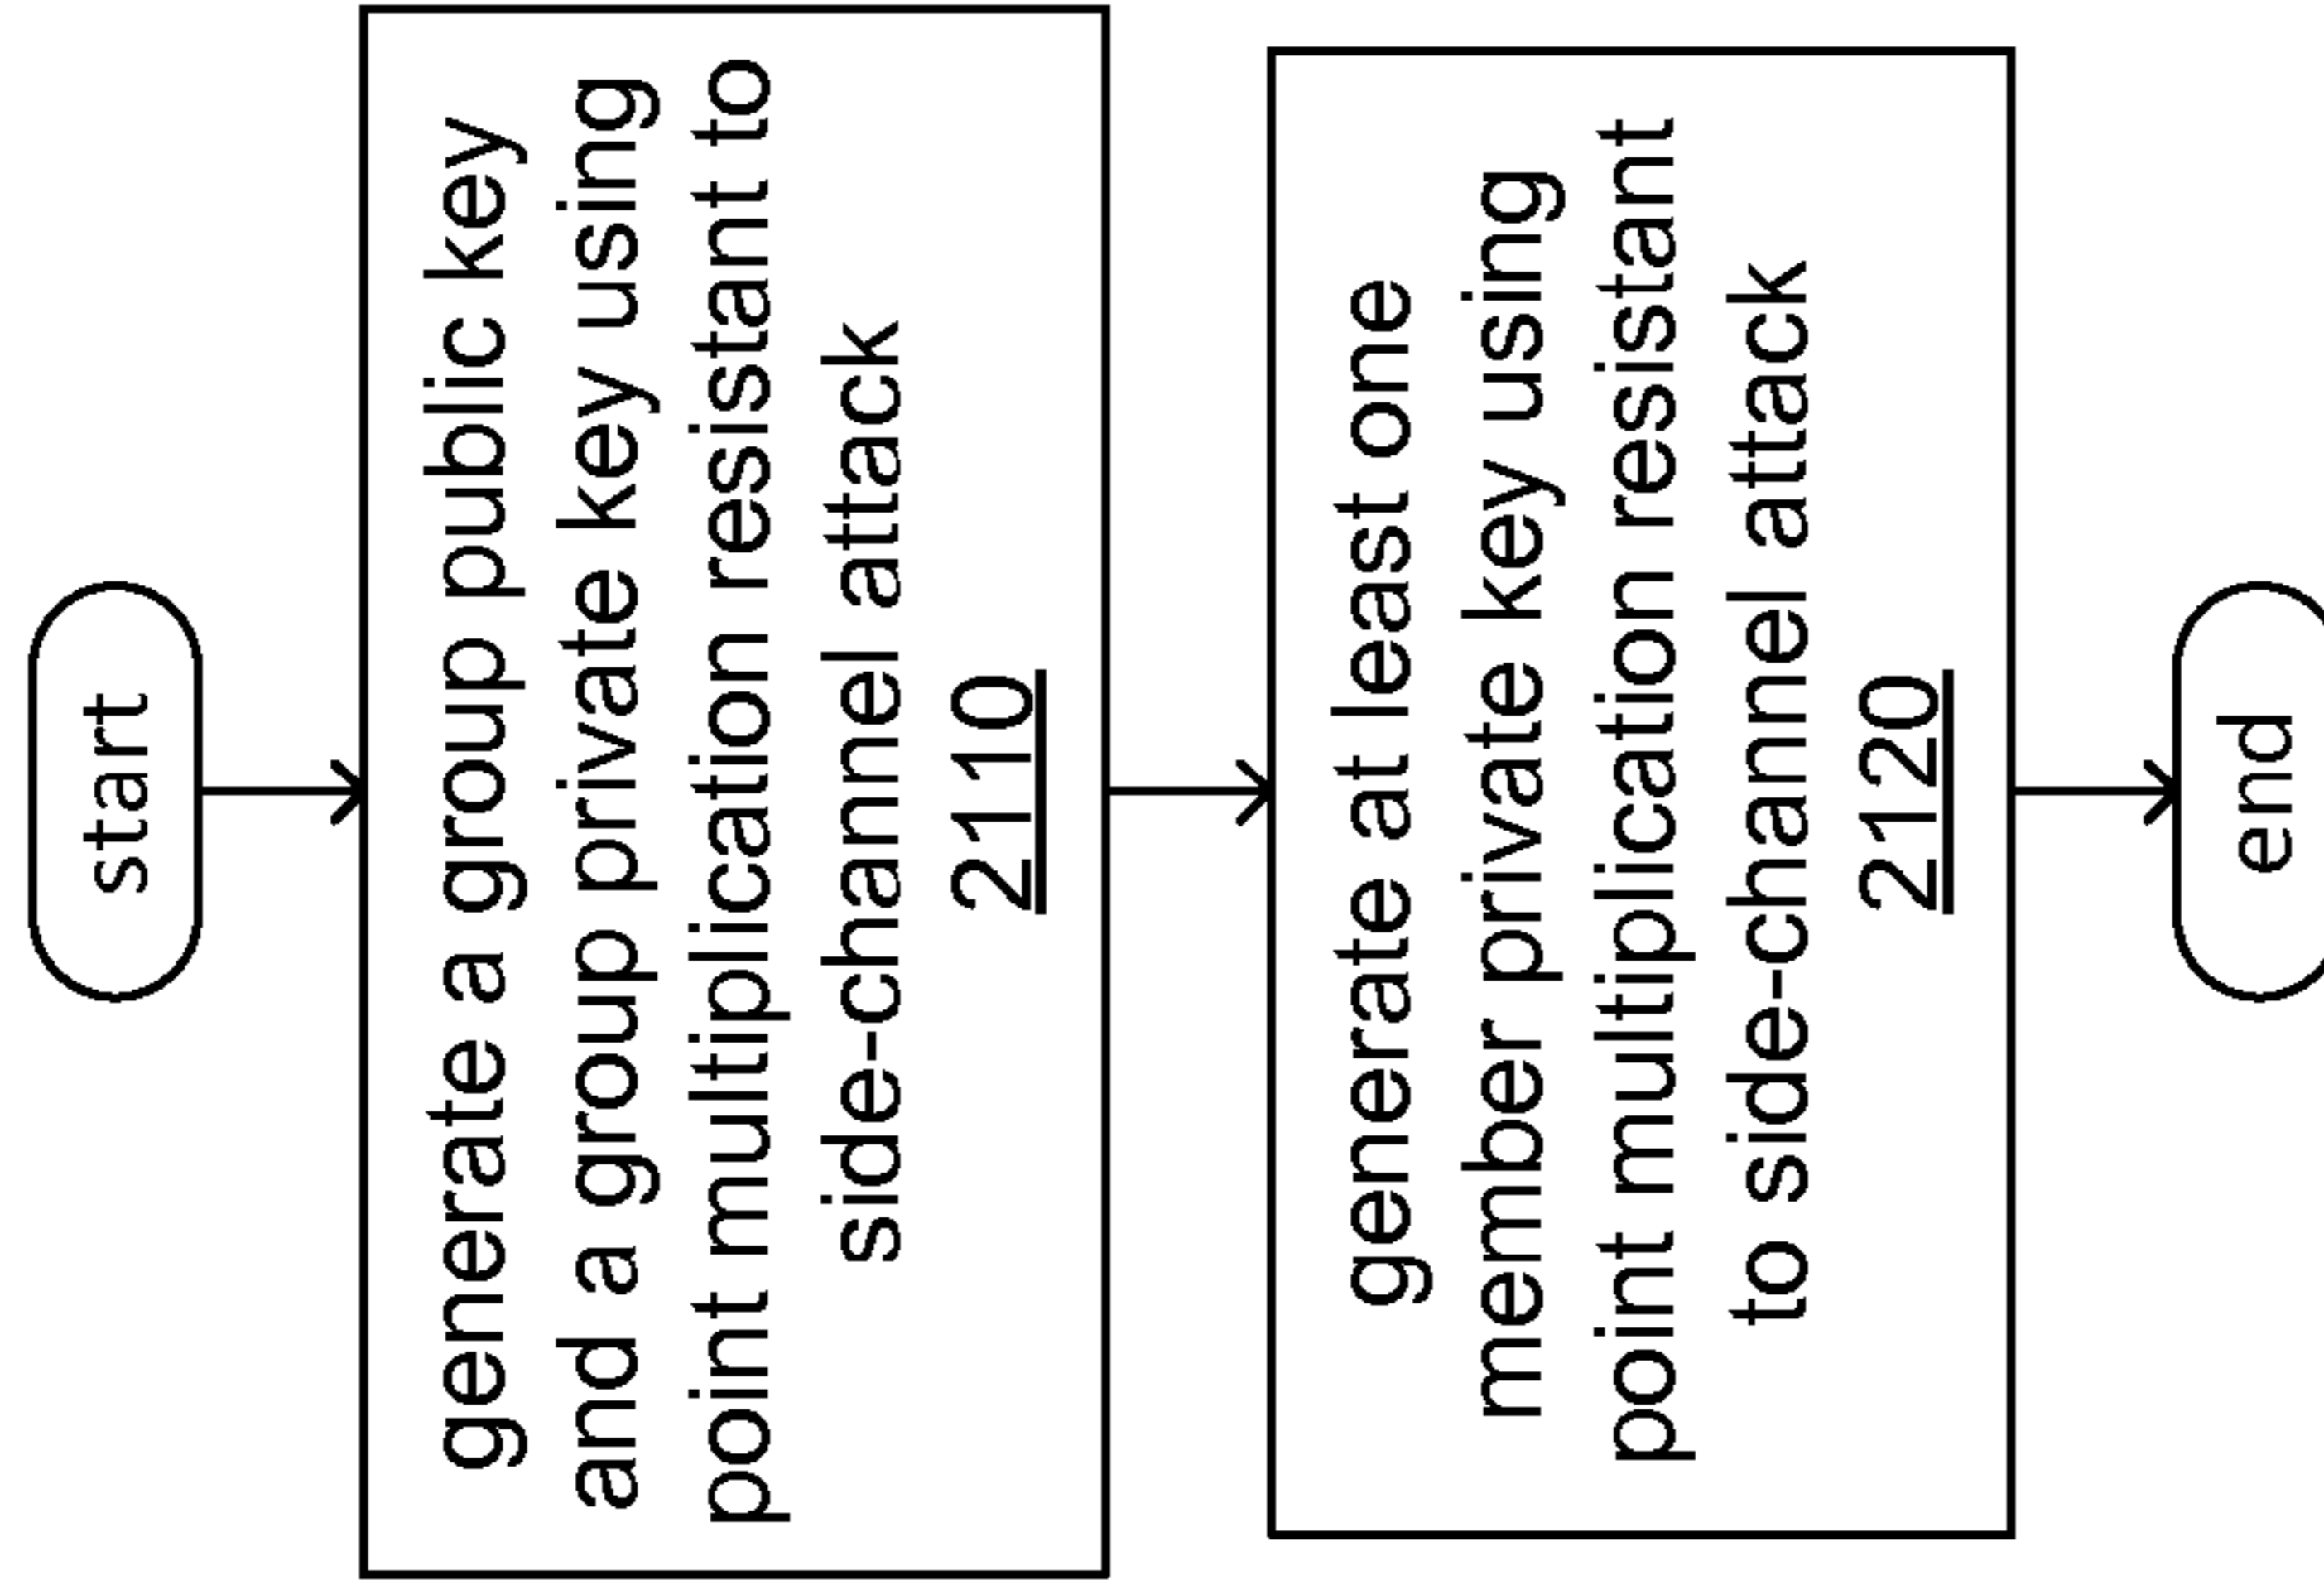 start
generate a group public key
and a group private key using
point multiplication resistant to
side-channel attack
2110
generate at least one
member private key using
point multiplication resistant
to side-channel attack
2120
end